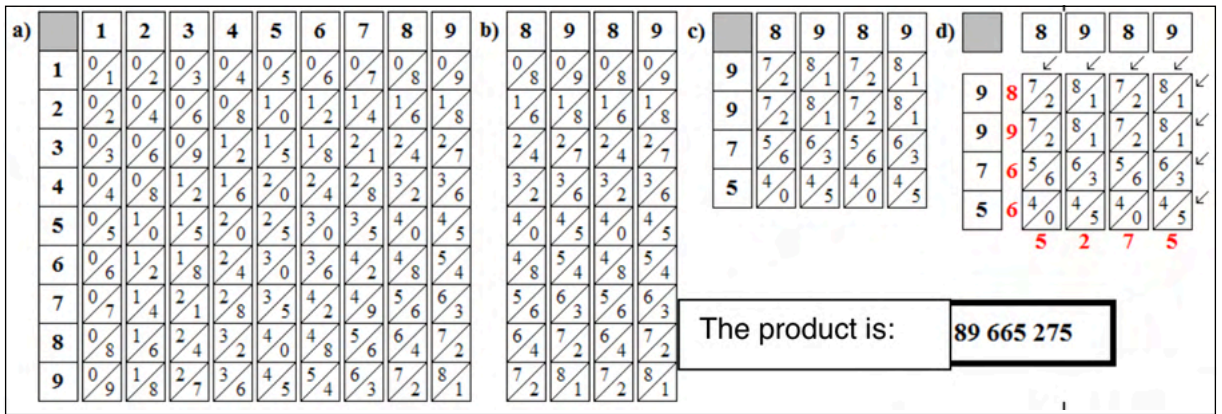 a)
1 2 3 4 5 6 7 8 9
1 0/1 0/2 0/3 0/4 0/5 0/6 0/7 0/8 0/9
2 0/2 0/4 0/6 0/8 1/0 1/2 1/4 1/6 1/8
3 0/3 0/6 0/9 1/2 1/5 1/8 2/1 2/4 2/7
4 0/4 0/8 1/2 1/6 2/0 2/4 2/8 3/2 3/6
5 0/5 1/0 1/5 2/0 2/5 3/0 3/5 4/0 4/5
6 0/6 1/2 1/8 2/4 3/0 3/6 4/2 4/8 5/4
7 0/7 1/4 2/1 2/8 3/5 4/2 4/9 5/6 6/3
8 0/8 1/6 2/4 3/2 4/0 4/8 5/6 6/4 7/2
9 0/9 1/8 2/7 3/6 4/5 5/4 6/3 7/2 8/1
b)
8 9 8 9
0/8 0/9 0/8 0/9
1/6 1/8 1/6 1/8
2/4 2/7 2/4 2/7
3/2 3/6 3/2 3/6
4/0 4/5 4/0 4/5
4/8 5/4 4/8 5/4
5/6 6/3 5/6 6/3
6/4 7/2 6/4 7/2
7/2 8/1 7/2 8/1
c)
8 9 8 9
9 7/2 8/1 7/2 8/1
9 7/2 8/1 7/2 8/1
7 5/6 6/3 5/6 6/3
5 4/0 4/5 4/0 4/5
d)
8 9 8 9
9 8 7/2 8/1 7/2 8/1
9 9 7/2 8/1 7/2 8/1
7 6 5/6 6/3 5/6 6/3
5 6 4/0 4/5 4/0 4/5
5 2 7 5
The product is: 89 665 275